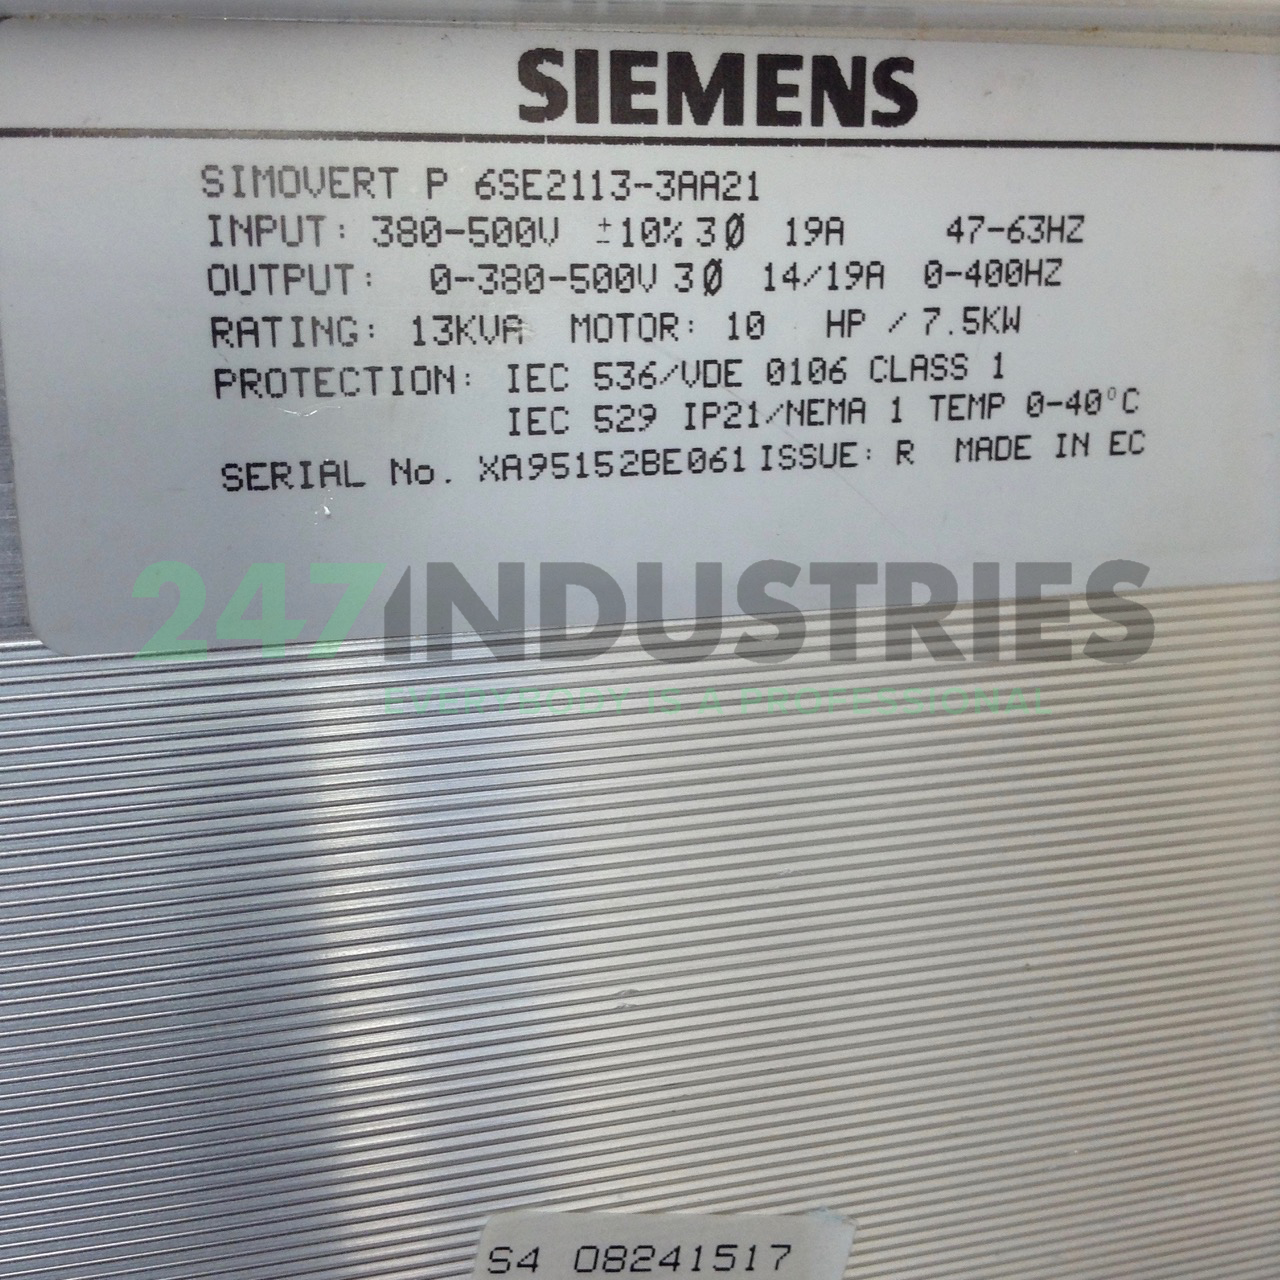 SIEMENS
SIMOVERT P 6SE2113-3AA21
INPUT: 380-500V ±10% 3Ø 19A 47-63HZ
OUTPUT: 0-380-500V 3Ø 14/19A 0-400HZ
RATING: 13KVA MOTOR: 10 HP / 7.5KW
PROTECTION: IEC 536/VDE 0106 CLASS 1
IEC 529 IP21/NEMA 1 TEMP 0-40°C
SERIAL No. XA95152BE061 ISSUE: R MADE IN EC
247INDUSTRIES
EVERYBODY IS A PROFESSIONAL
S4 08241517